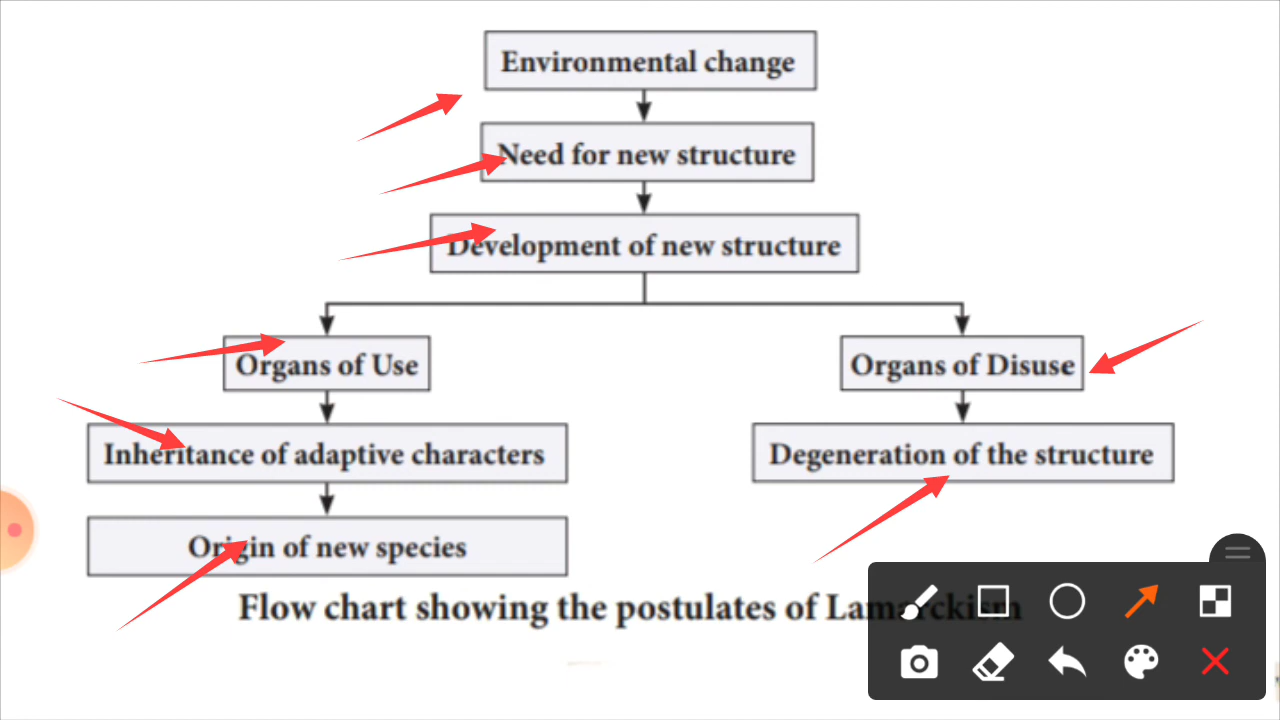 Environmental change
Need for new structure
Development of new structure
Organs of Use
Organs of Disuse
Inheritance of adaptive characters
Degeneration of the structure
Origin of new species
Flow chart showing the postulates of Lamarckism